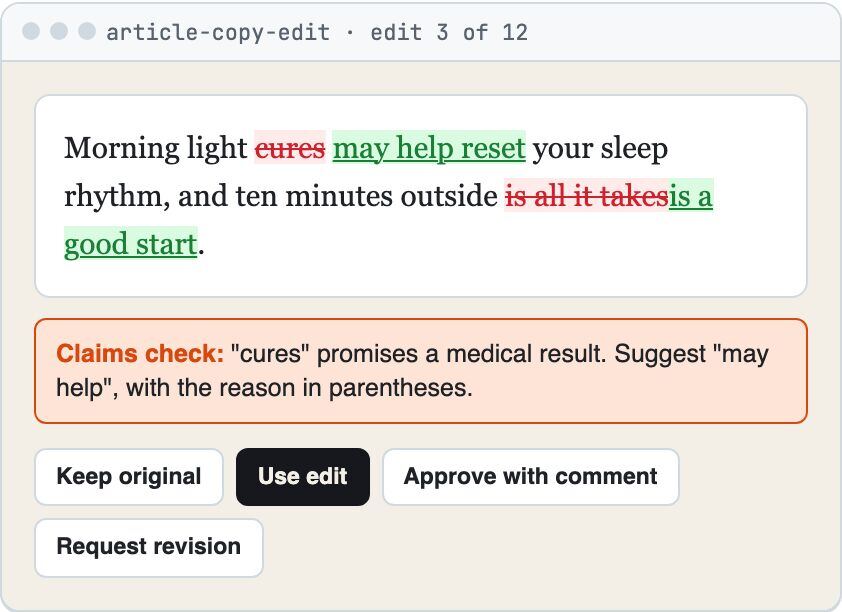 article-copy-edit · edit 3 of 12
Morning light cures may help reset your sleep
rhythm, and ten minutes outside is all it takesis a
good start.
Claims check: "cures" promises a medical result. Suggest "may
help", with the reason in parentheses.
Keep original
Use edit
Approve with comment
Request revision